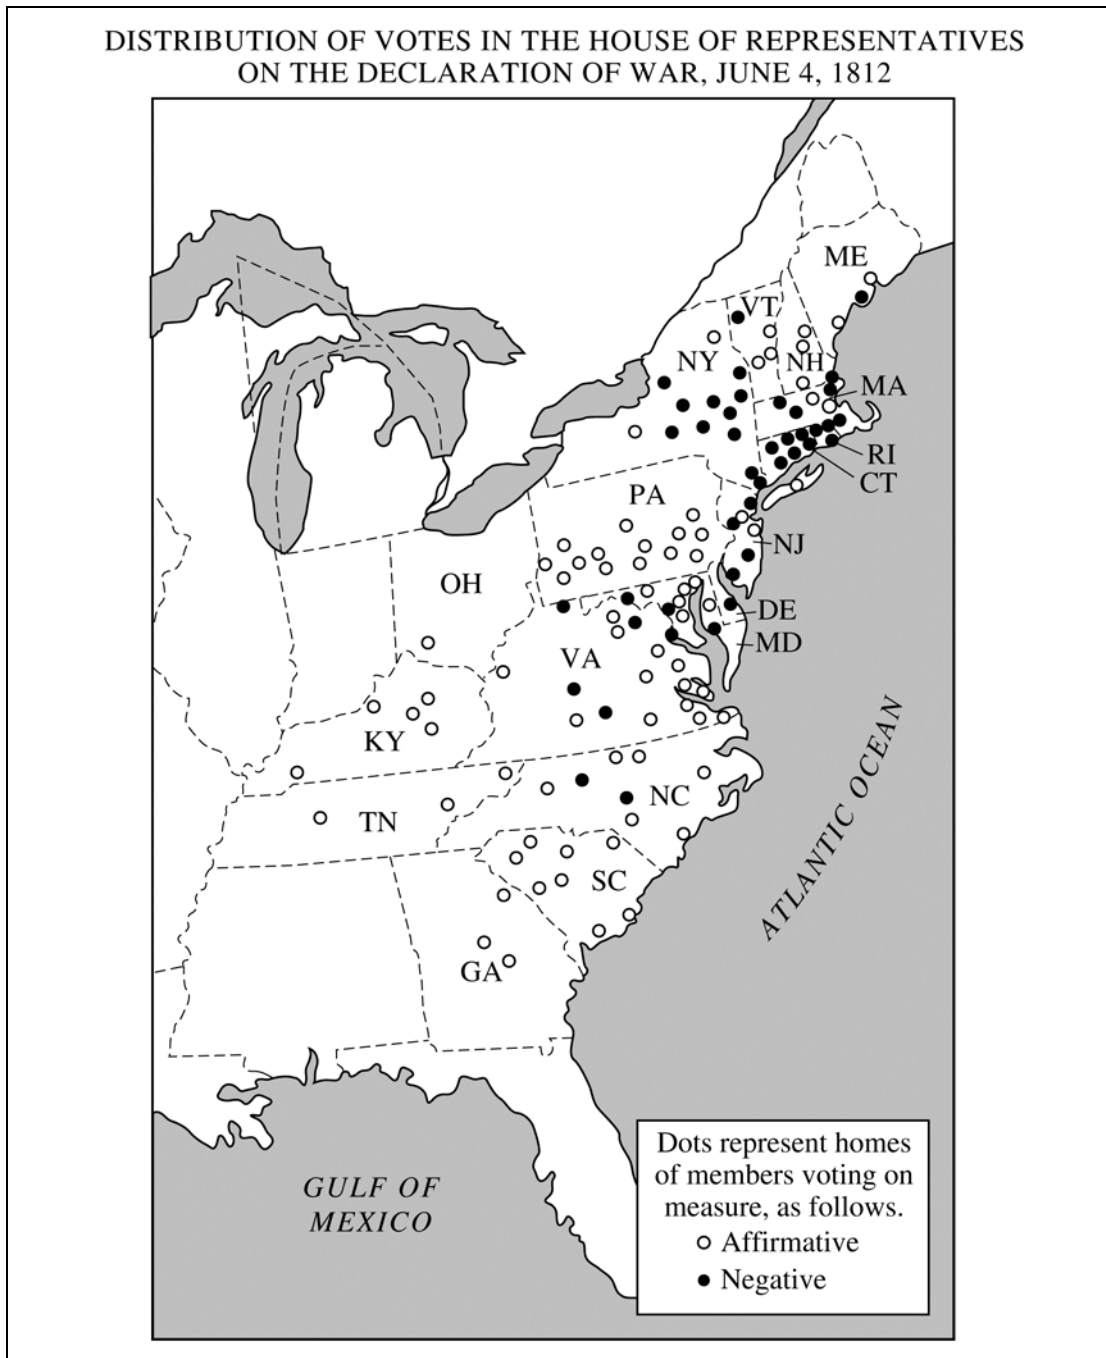 DISTRIBUTION OF VOTES IN THE HOUSE OF REPRESENTATIVES
ON THE DECLARATION OF WAR, JUNE 4, 1812
ME
VT
NY
NH
MA
RI
CT
PA
NJ
OH
DE
MD
VA
KY
NC
TN
SC
GA
ATLANTIC OCEAN
GULF OF
MEXICO
Dots represent homes
of members voting on
measure, as follows.
Affirmative
Negative